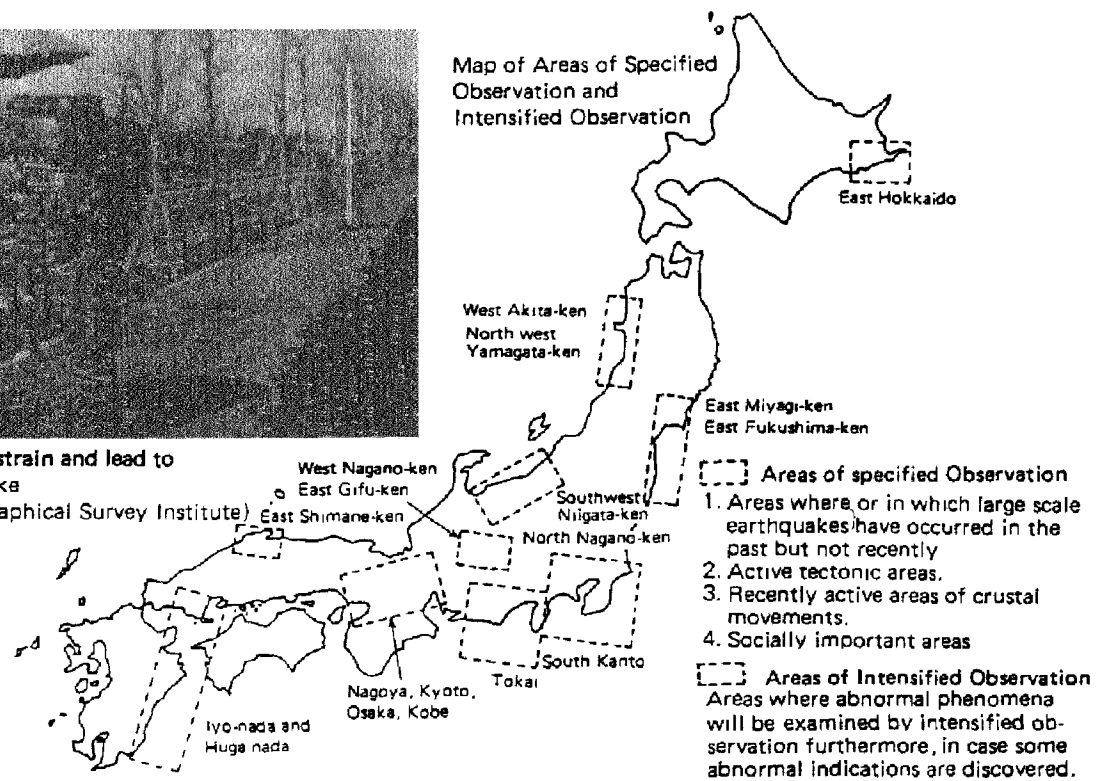 Map of Areas of Specified
Observation and
Intensified Observation
East Hokkaido
West Akita-ken
North west
Yamagata-ken
East Miyagi-ken
East Fukushima-ken
strain and lead to
ke
aphical Survey Institute)
West Nagano-ken
East Gifu-ken
East Shimane-ken
Southwest
Niigata-ken
North Nagano-ken
South Kanto
Tokai
Nagoya, Kyoto,
Osaka, Kobe
Iyo-nada and
Huga nada
Areas of specified Observation
1. Areas where or in which large scale
earthquakes have occurred in the
past but not recently
2. Active tectonic areas.
3. Recently active areas of crustal
movements.
4. Socially important areas
Areas of Intensified Observation
Areas where abnormal phenomena
will be examined by intensified ob-
servation furthermore, in case some
abnormal indications are discovered.